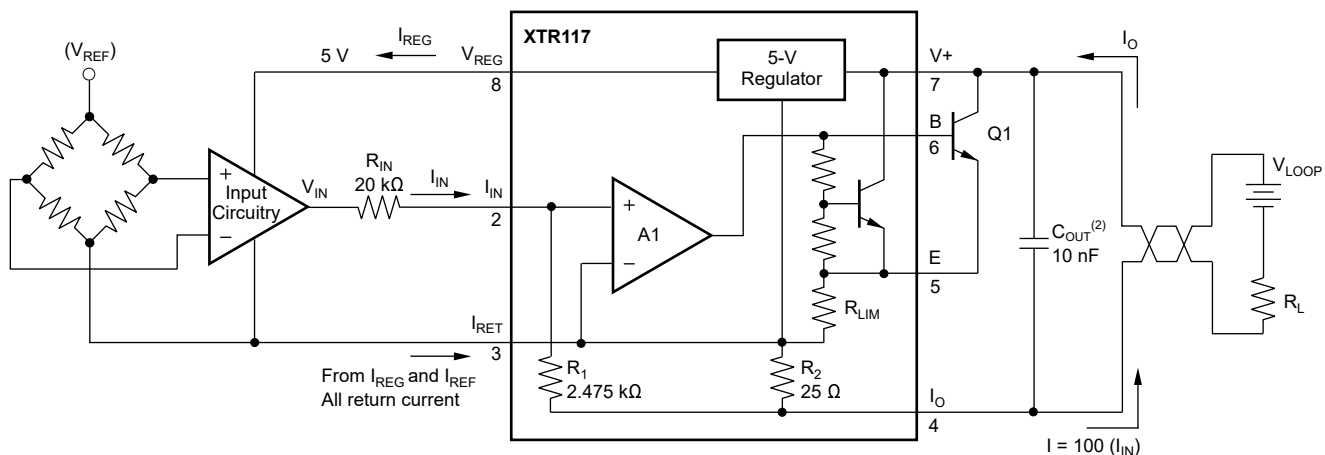 XTR117
I_REG
V_REG
5 V
8
5-V
Regulator
V+
7
I_O
(V_REF)
B
6
Q1
R_IN
20 kΩ
I_IN
I_IN
2
V_IN
+
Input
Circuitry
–
+
A1
–
V_LOOP
C_OUT(2)
10 nF
E
5
R_LIM
R_L
I_RET
3
From I_REG and I_REF
All return current
R_1
2.475 kΩ
R_2
25 Ω
I_O
4
I = 100 (I_IN)